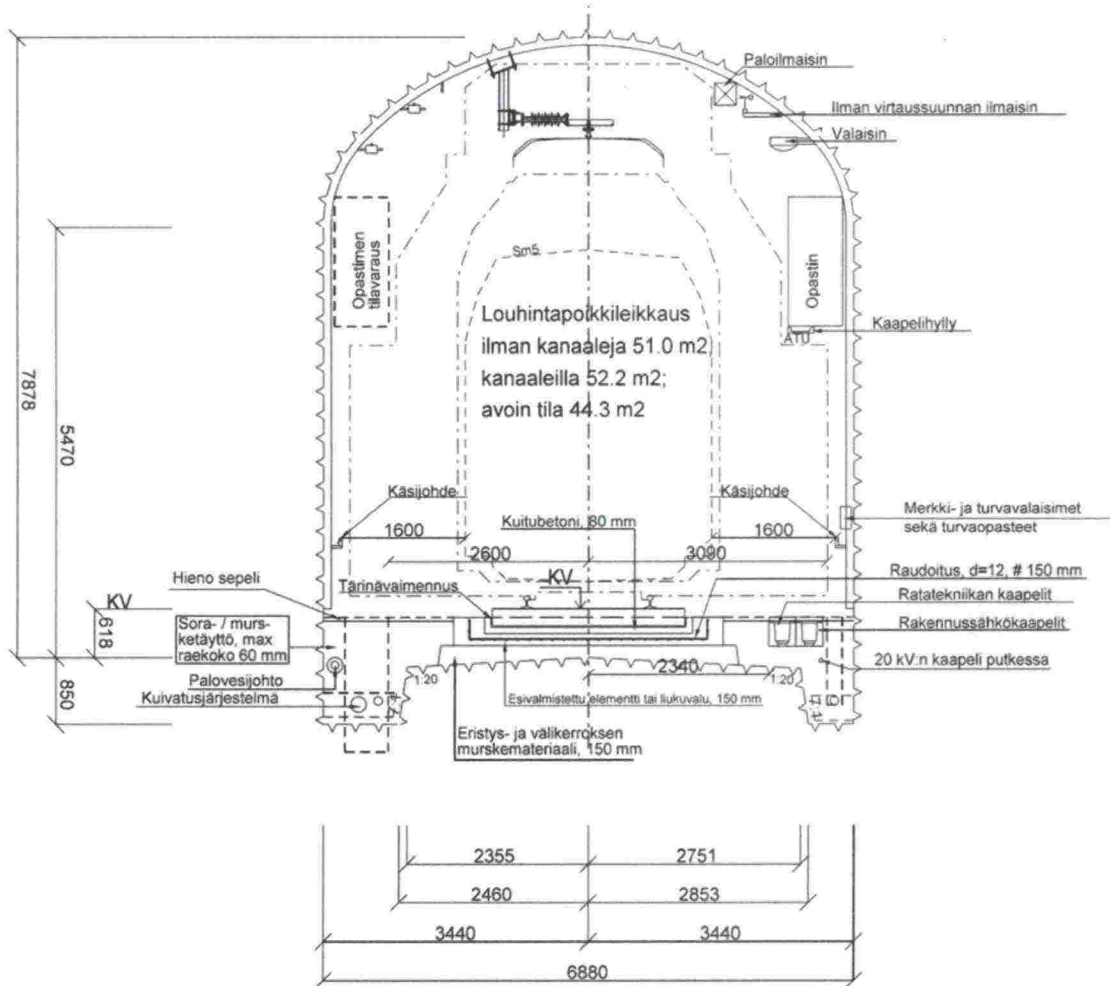 Paloilmaisin
Ilman virtaussuunnan ilmaisin
Valaisin
Opastimen
tilavaraus
Sm5
Opastin
Louhintapoikkileikkaus
ilman kanaaleja 51.0 m2
kanaaleilla 52.2 m2;
avoin tila 44.3 m2
Kaapelihylly
ATU
7878
5470
Käsijohde
Käsijohde
1600
Kuitubetoni, 80 mm
1600
Merkki- ja turvavalaisimet
sekä turvaopasteet
2600
3090
Hieno sepeli
Tärinävaimennus
KV
Raudoitus, d=12, # 150 mm
KV
Ratatekniikan kaapelit
618
Sora- / murs-
ketäyttö, max
raekoko 60 mm
Rakennussähkökaapelit
20 kV:n kaapeli putkessa
850
Palovesijohto
1:20
2340
1:20
Kuivatusjärjestelmä
Esivalmistettu elementti tai liukuvalu, 150 mm
Eristys- ja välikerroksen
murskemateriaali, 150 mm
2355
2751
2460
2853
3440
3440
6880